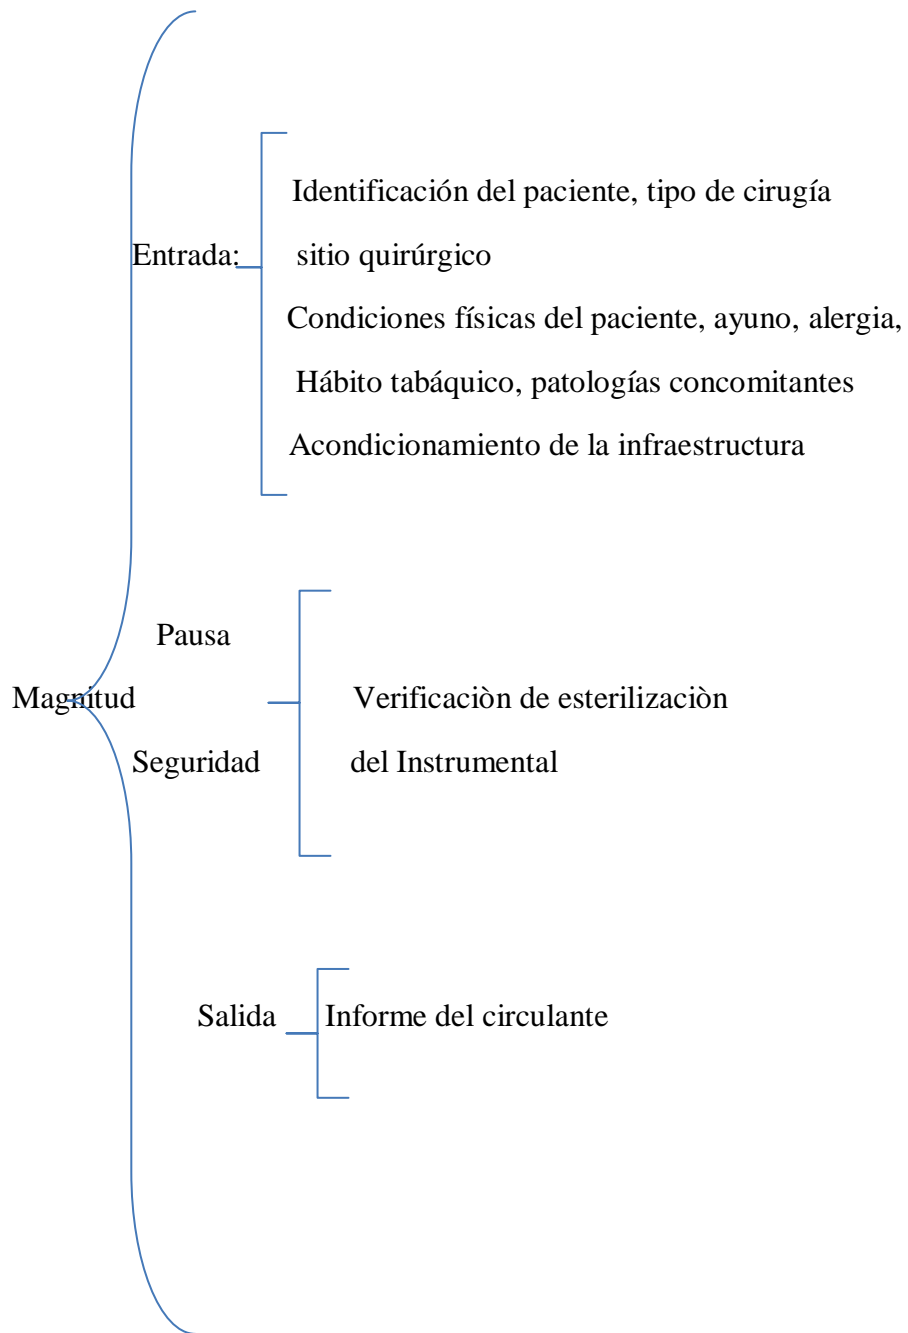 Identificación del paciente, tipo de cirugía
Entrada: sitio quirúrgico
Condiciones físicas del paciente, ayuno, alergia,
Hábito tabáquico, patologías concomitantes
Acondicionamiento de la infraestructura
Pausa
Magnitud Verificaciòn de esterilizaciòn
Seguridad del Instrumental
Salida Informe del circulante